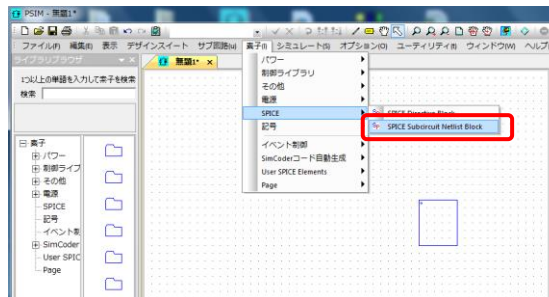 PSIM - 無題1*
ファイル(F) 編集(E) 表示 デザインスイート サブ回路(N) 素子(I) シミュレート(S) オプション(O) ユーティリティ(B) ウィンドウ(W) ヘルプ
ライブラリブラウザ
無題1*
1つ以上の単語を入力して素子を検索
検索
素子
パワー
制御ライブ
その他
電源
SPICE
記号
イベント制
SimCoder
User SPIC
Page
パワー
制御ライブラリ
その他
電源
SPICE
記号
イベント制御
SimCoderコード自動生成
User SPICE Elements
Page
SPICE Directive Block
SPICE Subcircuit Netlist Block